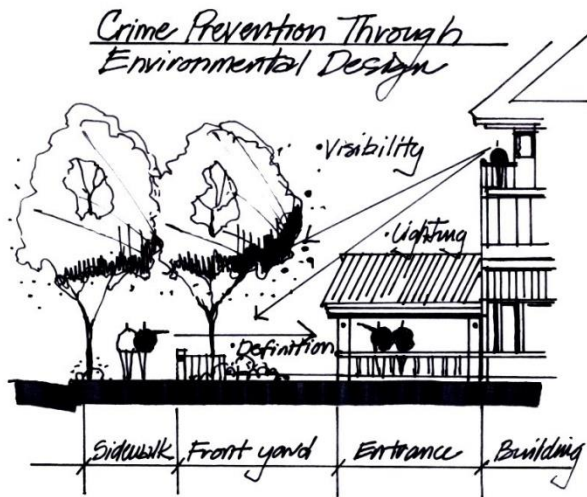 Crime Prevention Through
Environmental Design
•Visibility
•Lighting
•Definition
Sidewalk
Front yard
Entrance
Building